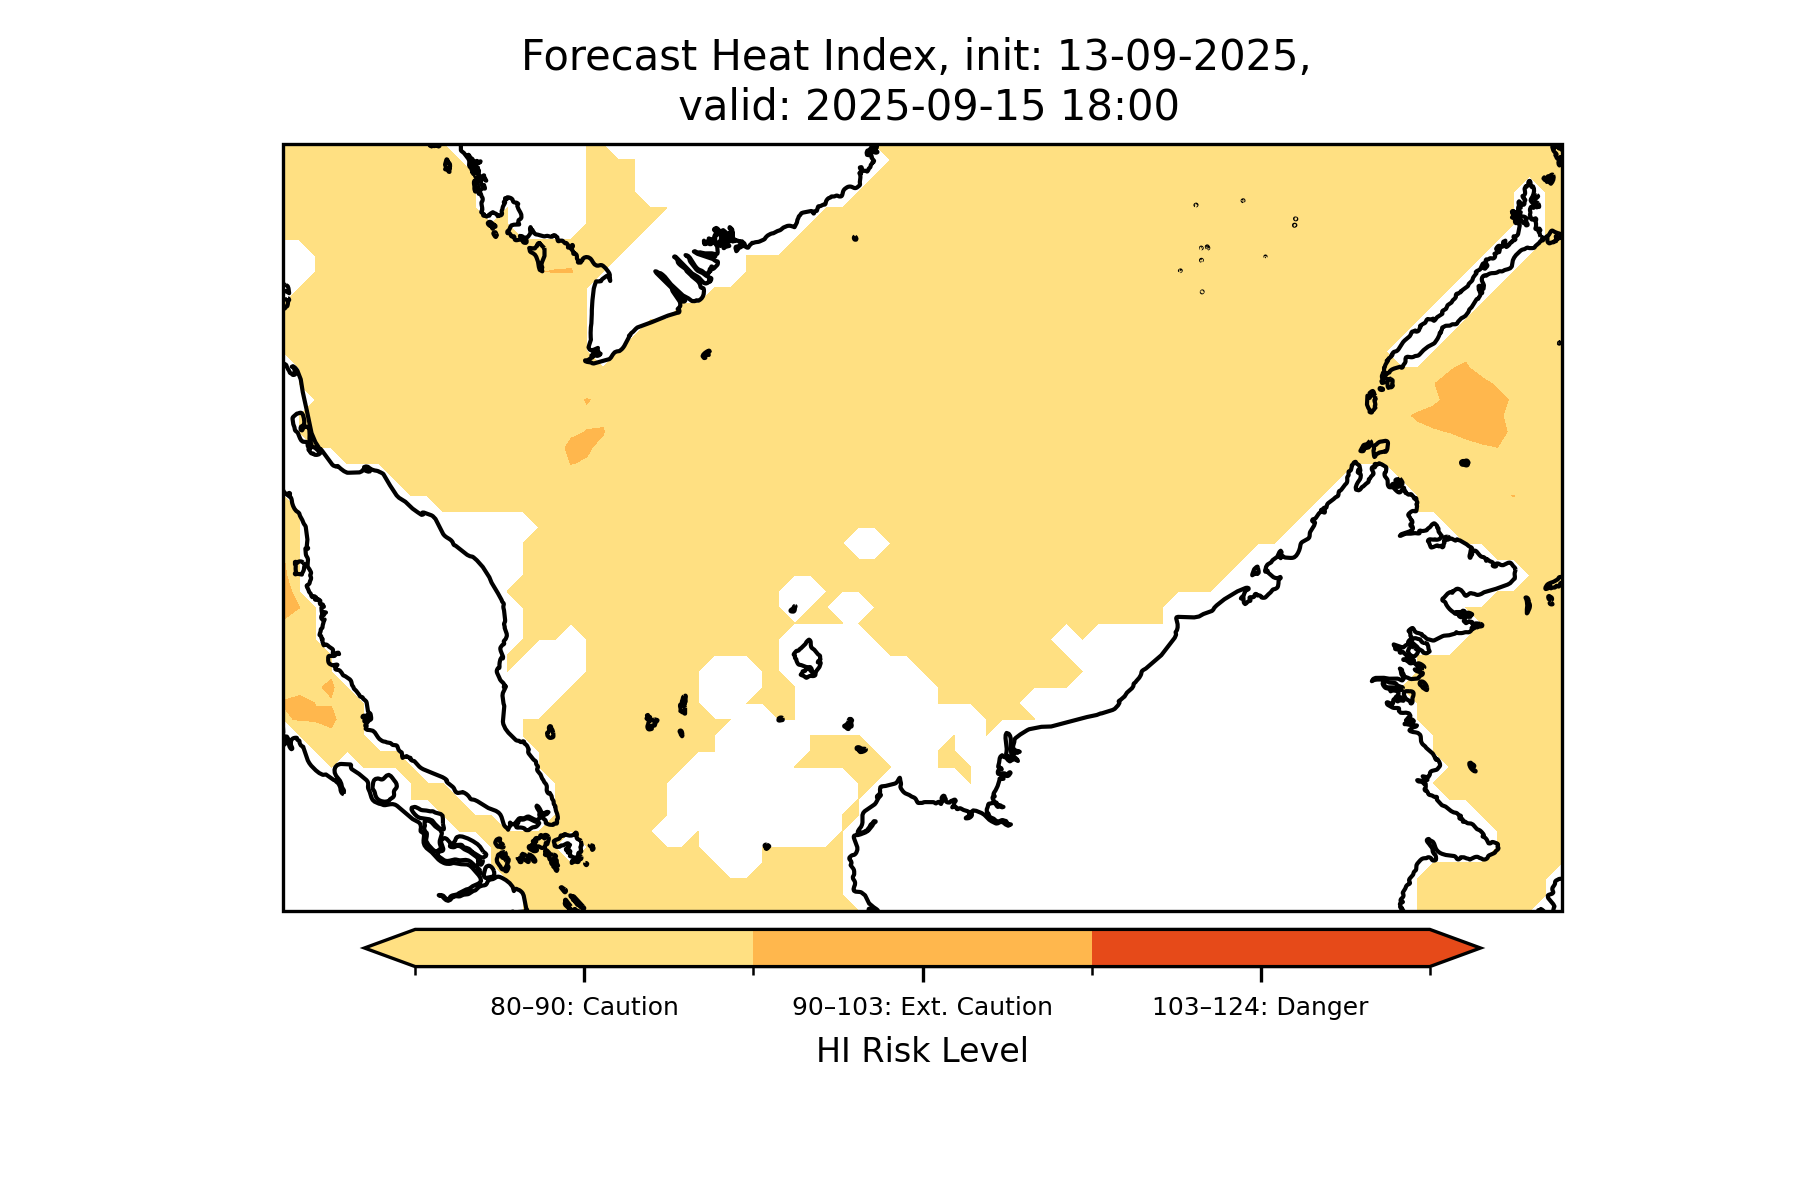 Forecast Heat Index, init: 13-09-2025,
valid: 2025-09-15 18:00
80–90: Caution
90–103: Ext. Caution
103–124: Danger
HI Risk Level